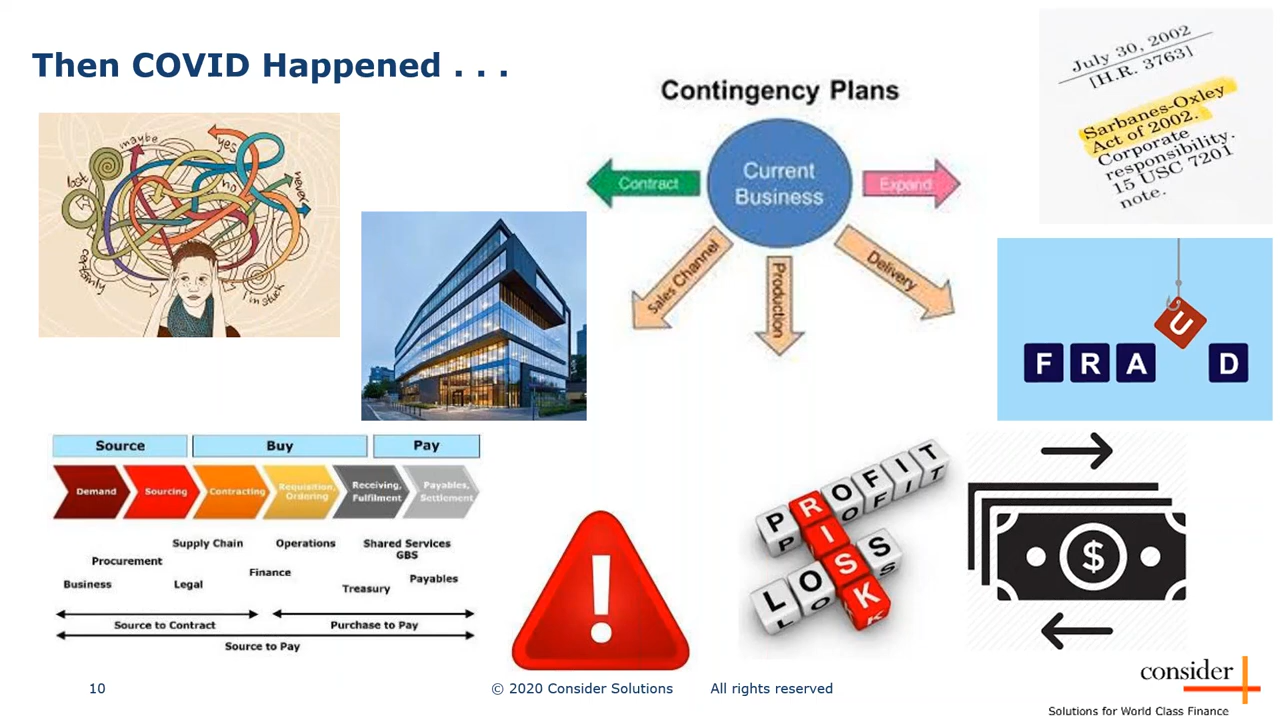 Then COVID Happened . . .
maybe
yes
lost
no
never
certainly
I'm stuck
Contingency Plans
Current
Business
Contract
Expand
Sales Channel
Production
Delivery
July 30, 2002
[H.R. 3763]
Sarbanes-Oxley
Act of 2002.
Corporate
responsibility.
15 USC 7201
note.
FRAUD
Source Buy Pay
Demand
Sourcing
Contracting
Requisition,
Ordering
Receiving,
Fulfilment
Payables,
Settlement
Supply Chain Operations Shared Services
GBS
Procurement
Finance
Business Legal Treasury Payables
Source to Contract Purchase to Pay
Source to Pay
PROFIT
RISK
LOSS
$
10 © 2020 Consider Solutions All rights reserved
consider
Solutions for World Class Finance